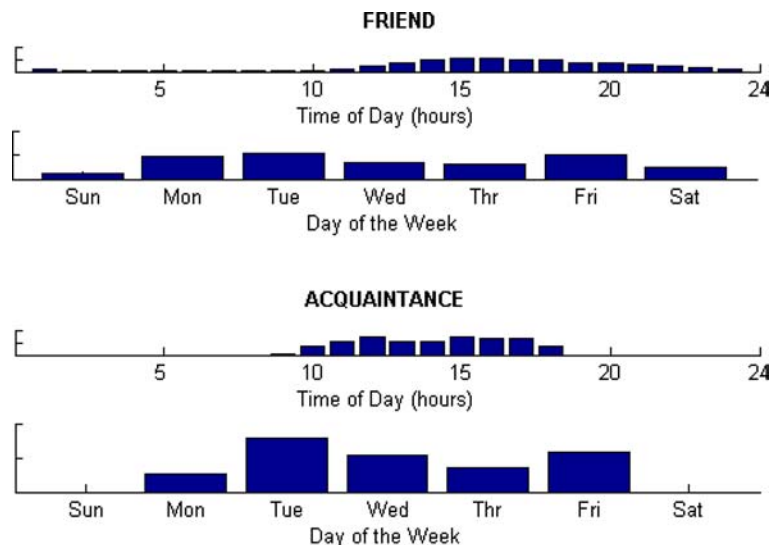 FRIEND
5 10 15 20 24
Time of Day (hours)
Sun Mon Tue Wed Thr Fri Sat
Day of the Week
ACQUAINTANCE
5 10 15 20 24
Time of Day (hours)
Sun Mon Tue Wed Thr Fri Sat
Day of the Week